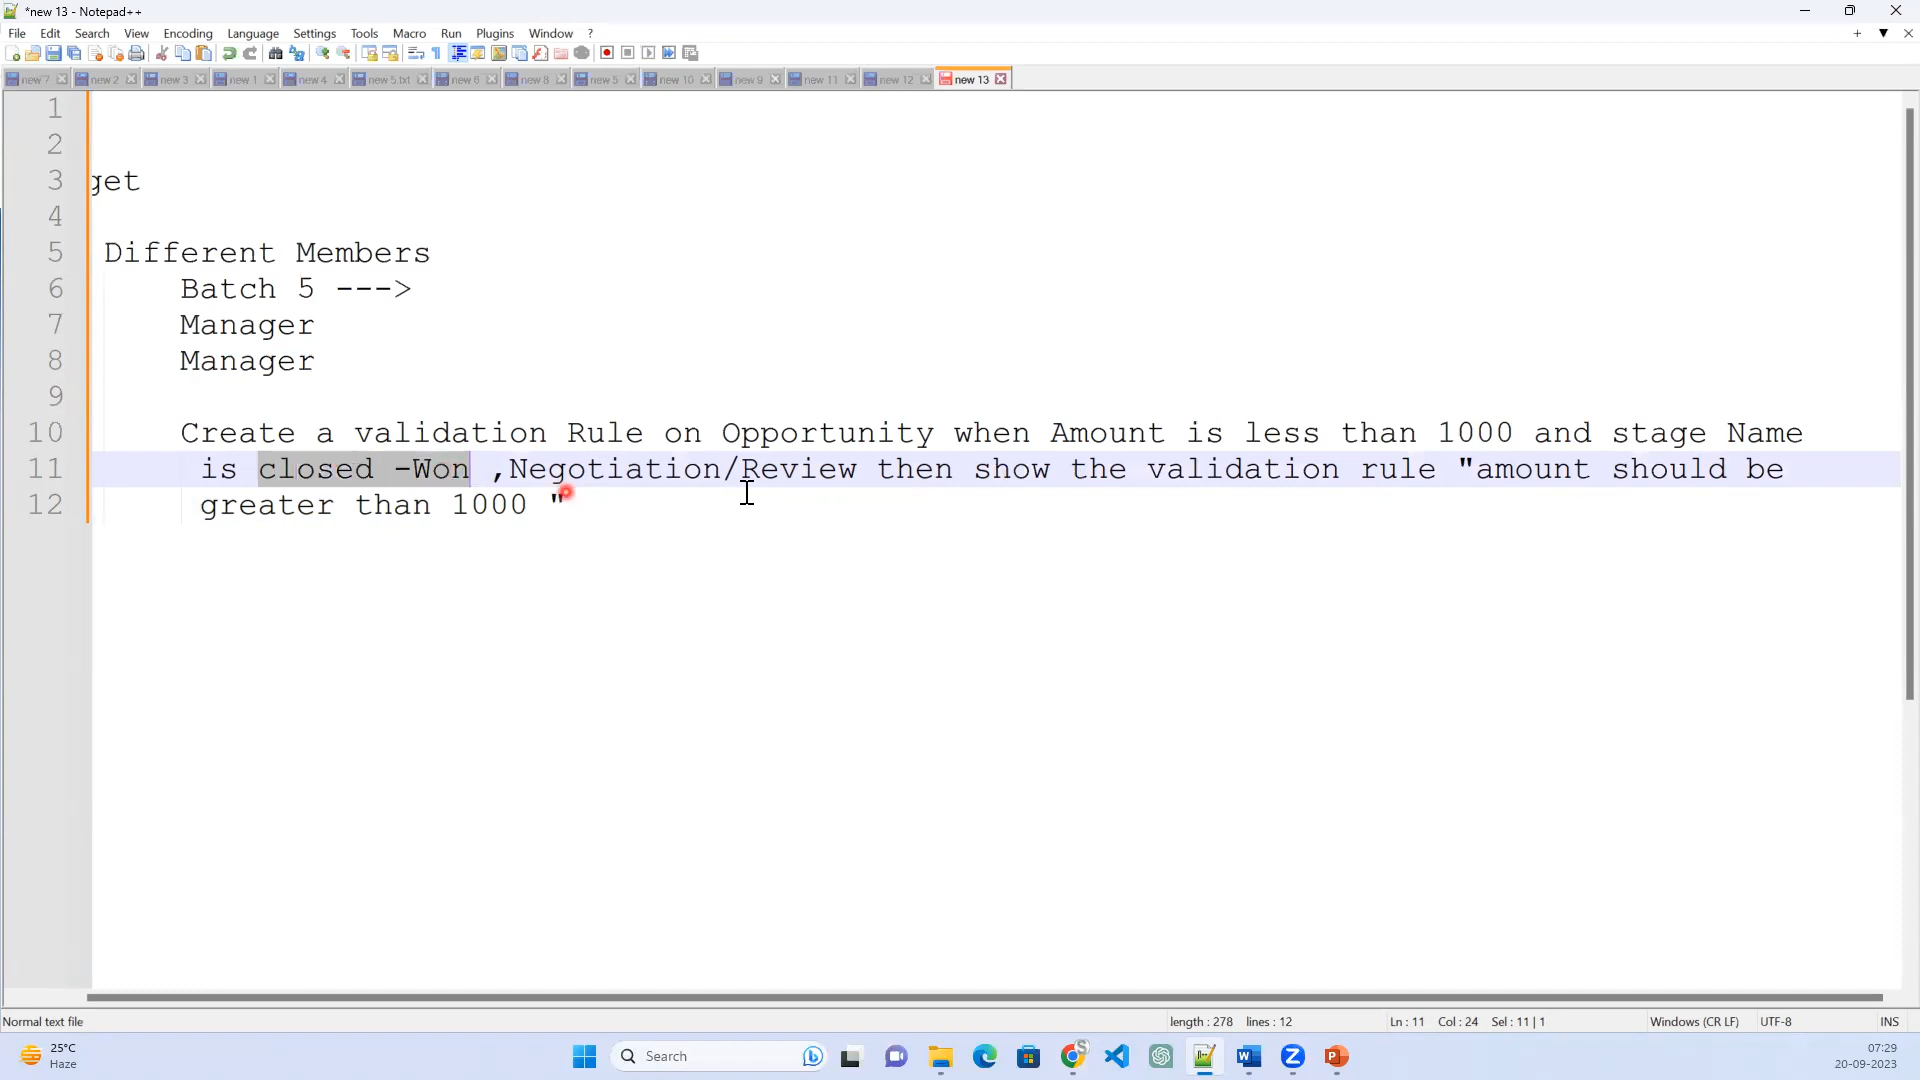 *new 13 - Notepad++
File Edit Search View Encoding Language Settings Tools Macro Run Plugins Window ?
new 7 new 2 new 3 new 1 new 4 new 5.txt new 6 new 8 new 5 new 10 new 9 new 11 new 12 new 13
1
2
3 get
4
5 Different Members
6 Batch 5 --->
7 Manager
8 Manager
9
10 Create a validation Rule on Opportunity when Amount is less than 1000 and stage Name
11 is closed -Won ,Negotiation/Review then show the validation rule "amount should be
12 greater than 1000 "
Normal text file length : 278 lines : 12 Ln : 11 Col : 24 Sel : 11 | 1 Windows (CR LF) UTF-8 INS
25°C
Haze
Search
07:29
20-09-2023